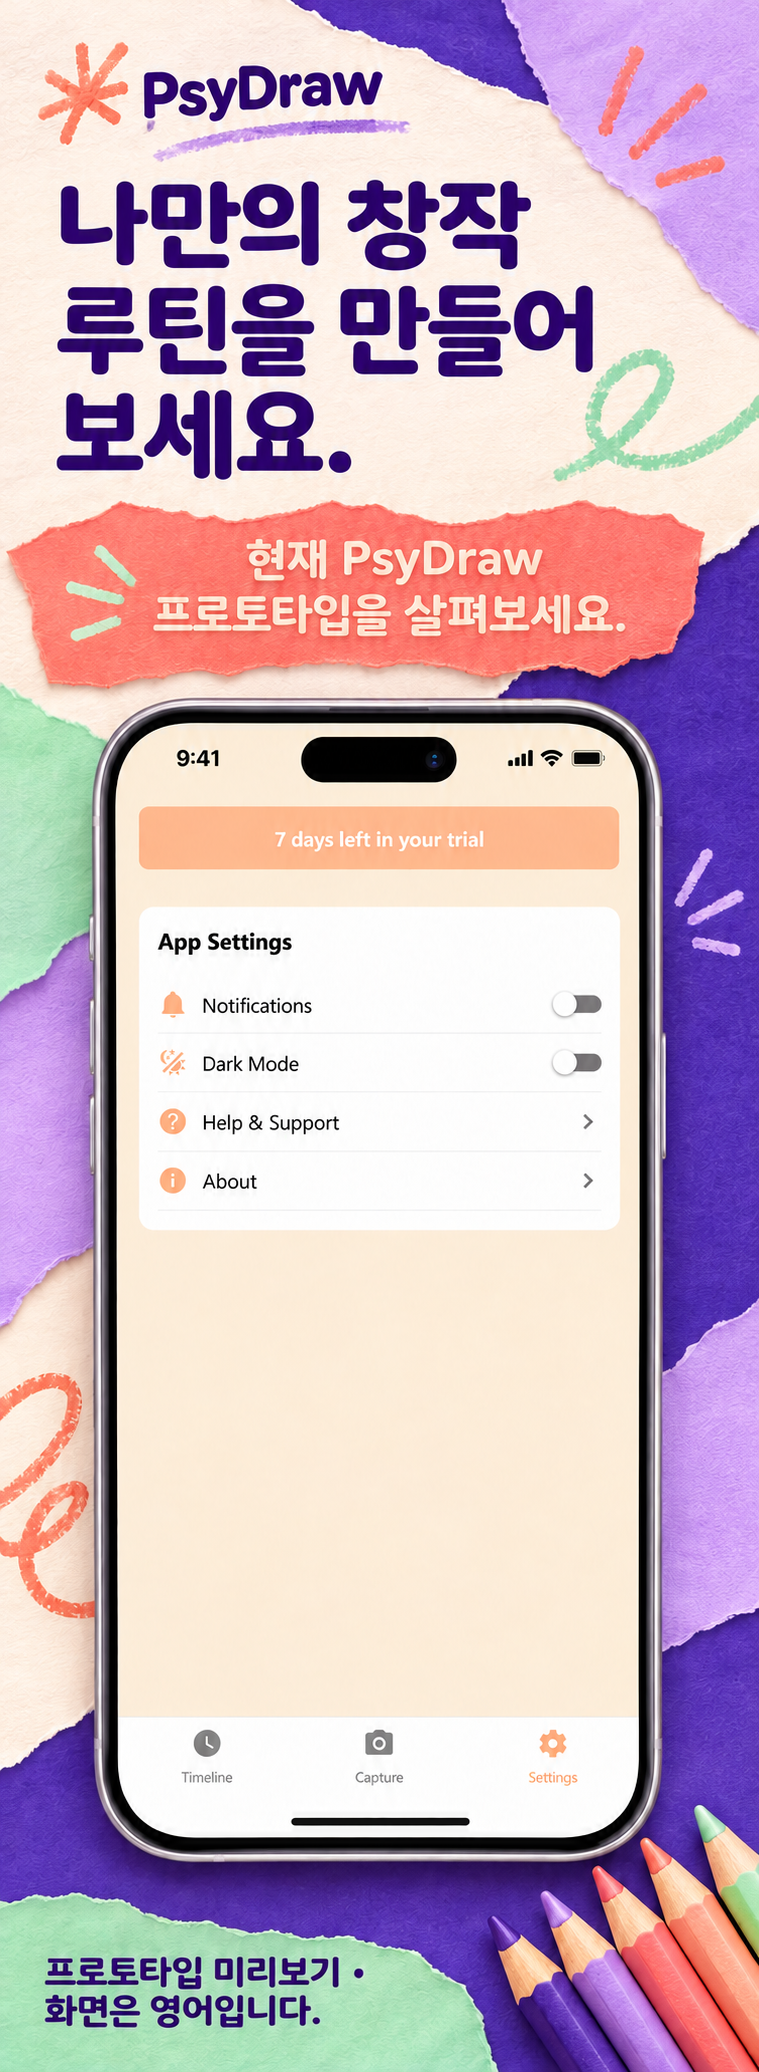 PsyDraw
나만의 창작
루틴을 만들어
보세요.
현재 PsyDraw
프로토타입을 살펴보세요.
9:41
7 days left in your trial
App Settings
Notifications
Dark Mode
Help & Support
About
Timeline
Capture
Settings
프로토타입 미리보기 •
화면은 영어입니다.